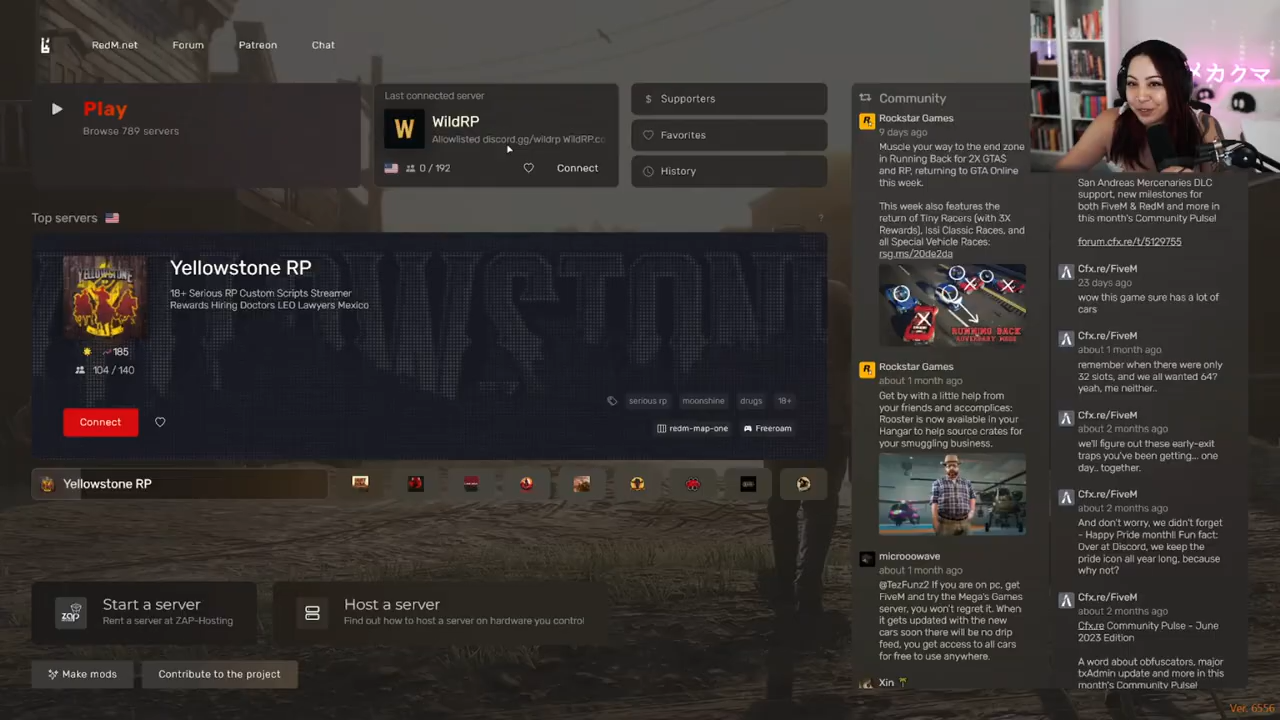 RedM.net
Forum
Patreon
Chat
Play
Browse 789 servers
Last connected server
W
WildRP
Allowlisted discord.gg/wildrp WildRP.co
0 / 192
Connect
$ Supporters
Favorites
History
Top servers
?
YELLOWSTONE
Yellowstone RP
18+ Serious RP Custom Scripts Streamer
Rewards Hiring Doctors LEO Lawyers Mexico
185
104 / 140
Connect
serious rp
moonshine
drugs
18+
redm-map-one
Freeroam
Yellowstone RP
zap
Start a server
Rent a server at ZAP-Hosting
Host a server
Find out how to host a server on hardware you control
Make mods
Contribute to the project
Community
Rockstar Games
9 days ago
Muscle your way to the end zone
in Running Back for 2X GTA$
and RP, returning to GTA Online
this week.
This week also features the
return of Tiny Racers (with 3X
Rewards), Issi Classic Races, and
all Special Vehicle Races:
rsg.ms/20de2da
RUNNING BACK
ADVERSARY MODE
Rockstar Games
about 1 month ago
Get by with a little help from
your friends and accomplices:
Rooster is now available in your
Hangar to help source crates for
your smuggling business.
microoowave
about 1 month ago
@TezFunz2 If you are on pc, get
FiveM and try the Mega's Games
server, you won't regret it. When
it gets updated with the new
cars soon there will be no drip
feed, you get access to all cars
for free to use anywhere.
Xin
メカクマ
San Andreas Mercenaries DLC
support, new milestones for
both FiveM & RedM and more in
this month's Community Pulse!
forum.cfx.re/t/5129755
Cfx.re/FiveM
23 days ago
wow this game sure has a lot of
cars
Cfx.re/FiveM
about 1 month ago
remember when there were only
32 slots, and we all wanted 64?
yeah, me neither..
Cfx.re/FiveM
about 2 months ago
we'll figure out these early-exit
traps you've been getting... one
day.. together.
Cfx.re/FiveM
about 2 months ago
And don't worry, we didn't forget
- Happy Pride month!! Fun fact:
Over at Discord, we keep the
pride icon all year long, because
why not?
Cfx.re/FiveM
about 2 months ago
Cfx.re Community Pulse - June
2023 Edition
A word about obfuscators, major
txAdmin update and more in this
month's Community Pulse!
Ver. 6556